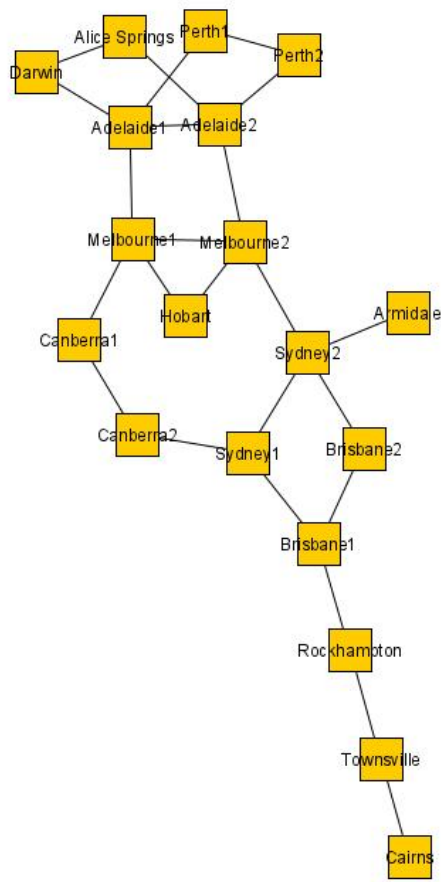 Alice Springs
Perth1
Perth2
Darwin
Adelaide1
Adelaide2
Melbourne1
Melbourne2
Hobart
Armidale
Canberra1
Sydney2
Canberra2
Sydney1
Brisbane2
Brisbane1
Rockhampton
Townsville
Cairns